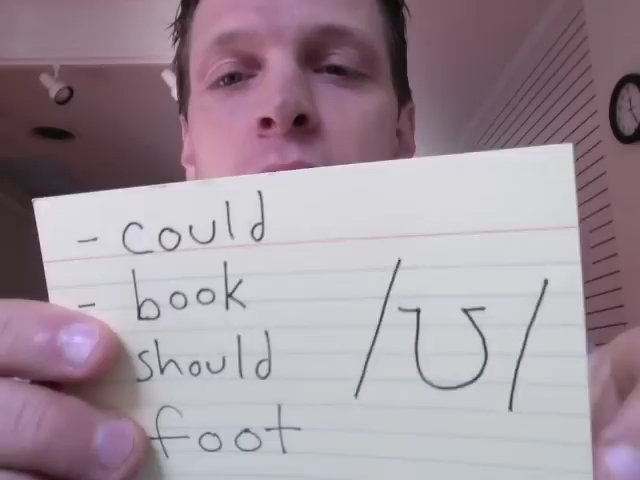 - could
- book
should
foot
/ʊ/